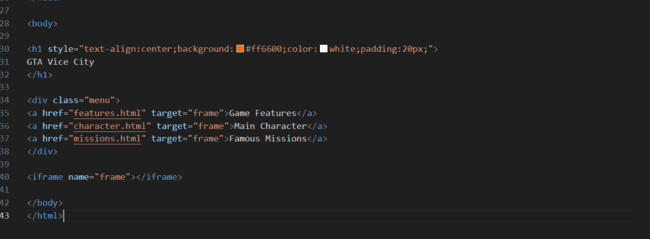 27
28 <body>
29
30 <h1 style="text-align:center;background:#ff6600;color:white;padding:20px;">
31 GTA Vice City
32 </h1>
33
34 <div class="menu">
35 <a href="features.html" target="frame">Game Features</a>
36 <a href="character.html" target="frame">Main Character</a>
37 <a href="missions.html" target="frame">Famous Missions</a>
38 </div>
39
40 <iframe name="frame"></iframe>
41
42 </body>
43 </html>